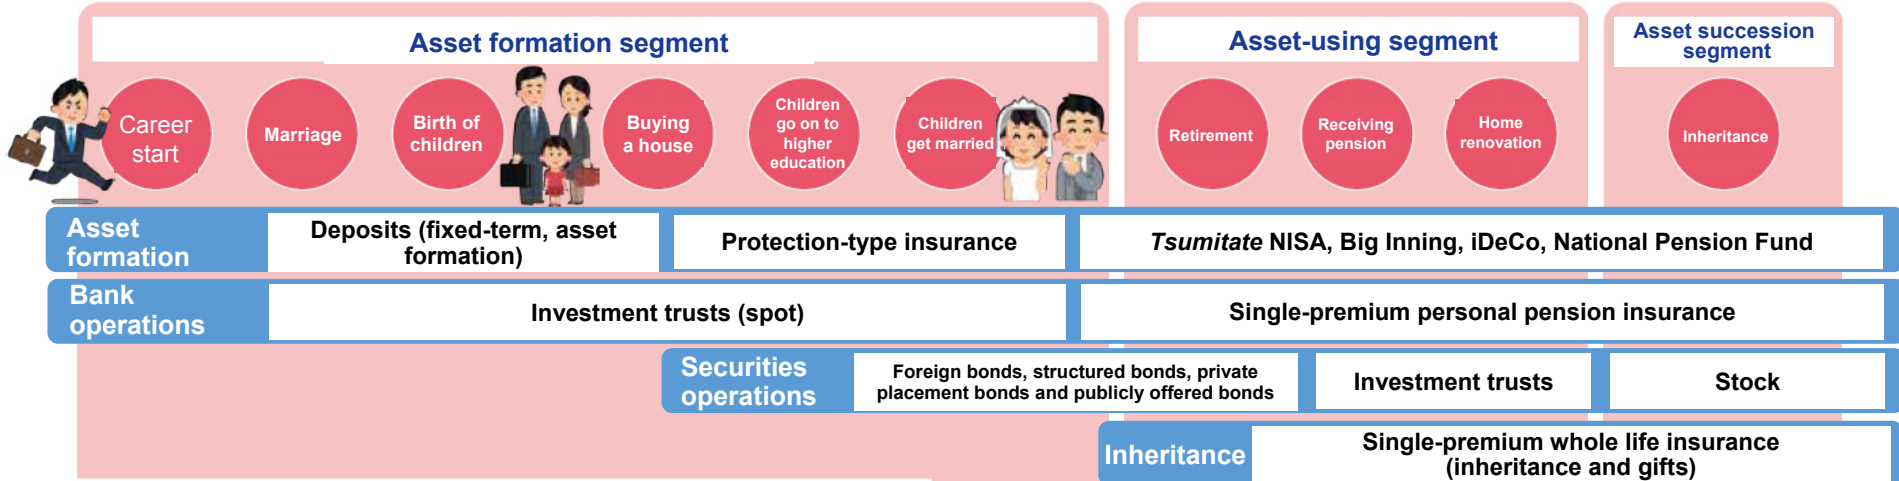 Asset formation segment
Asset-using segment
Asset succession
segment
Career
start
Marriage
Birth of
children
Buying
a house
Children
go on to
higher
education
Children
get married
Retirement
Receiving
pension
Home
renovation
Inheritance
Asset
formation
Deposits (fixed-term, asset
formation)
Protection-type insurance
Tsumitate NISA, Big Inning, iDeCo, National Pension Fund
Bank
operations
Investment trusts (spot)
Single-premium personal pension insurance
Securities
operations
Foreign bonds, structured bonds, private
placement bonds and publicly offered bonds
Investment trusts
Stock
Inheritance
Single-premium whole life insurance
(inheritance and gifts)